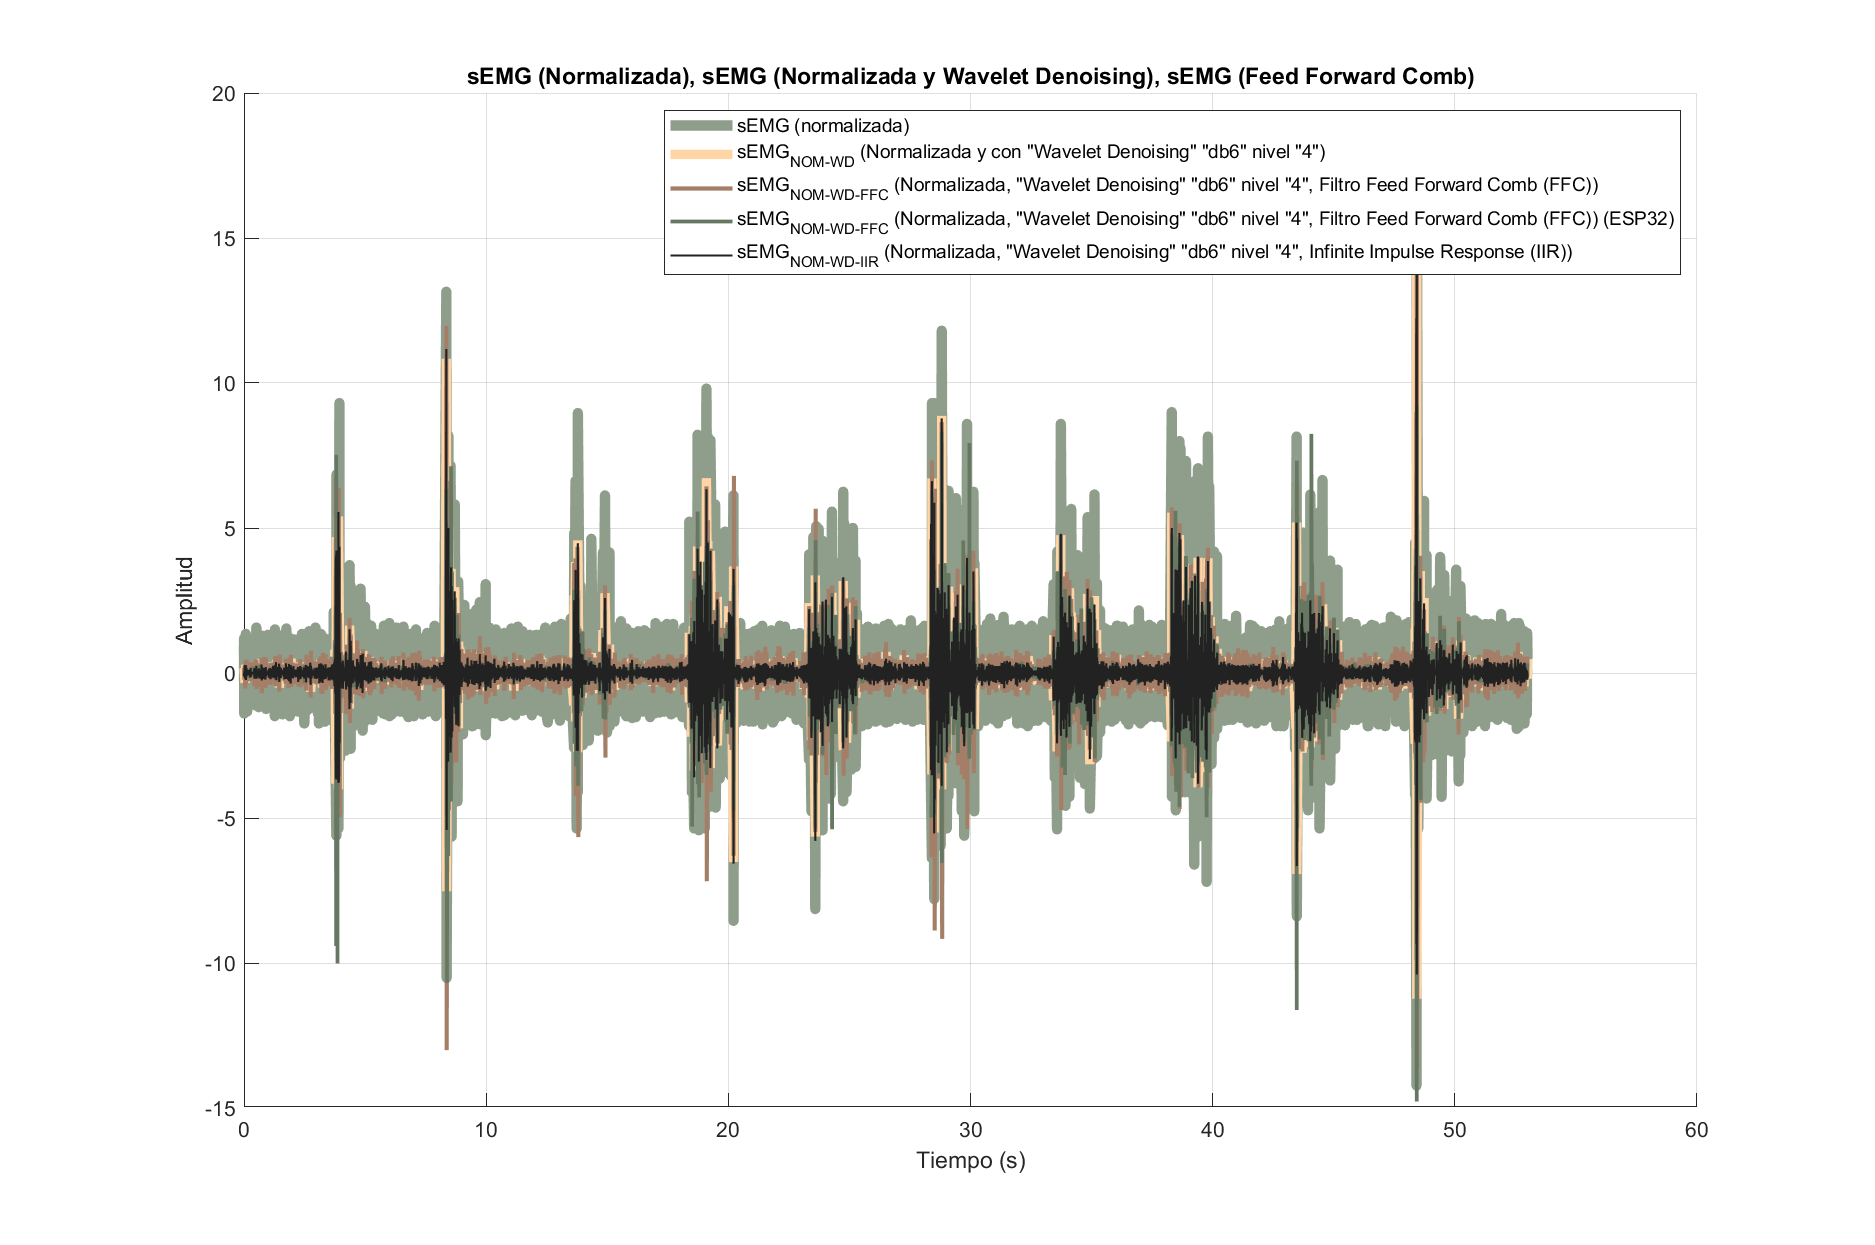 sEMG (Normalizada), sEMG (Normalizada y Wavelet Denoising), sEMG (Feed Forward Comb)
sEMG (normalizada)
sEMG_NOM-WD (Normalizada y con "Wavelet Denoising" "db6" nivel "4")
sEMG_NOM-WD-FFC (Normalizada, "Wavelet Denoising" "db6" nivel "4", Filtro Feed Forward Comb (FFC))
sEMG_NOM-WD-FFC (Normalizada, "Wavelet Denoising" "db6" nivel "4", Filtro Feed Forward Comb (FFC)) (ESP32)
sEMG_NOM-WD-IIR (Normalizada, "Wavelet Denoising" "db6" nivel "4", Infinite Impulse Response (IIR))
20
15
10
5
0
-5
-10
-15
Amplitud
0 10 20 30 40 50 60
Tiempo (s)